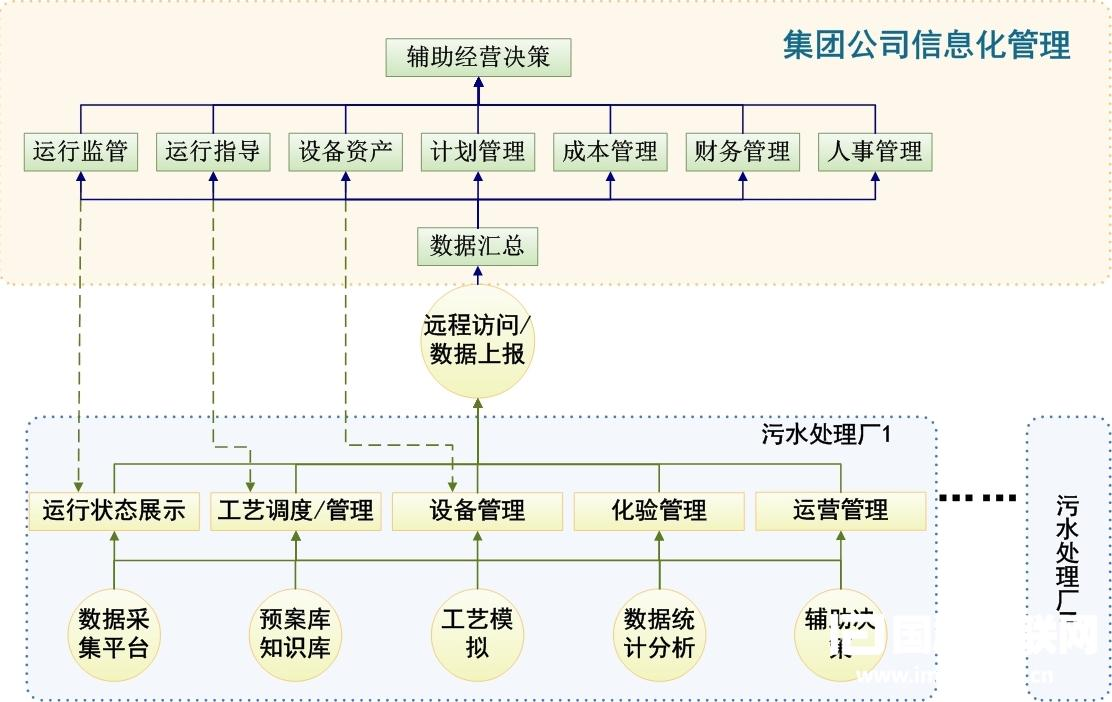 集团公司信息化管理
辅助经营决策
运行监管
运行指导
设备资产
计划管理
成本管理
财务管理
人事管理
数据汇总
远程访问/
数据上报
污水处理厂1
运行状态展示
工艺调度/管理
设备管理
化验管理
运营管理
污水处理厂
数据采
集平台
预案库
知识库
工艺模
拟
数据统
计分析
辅助决
策